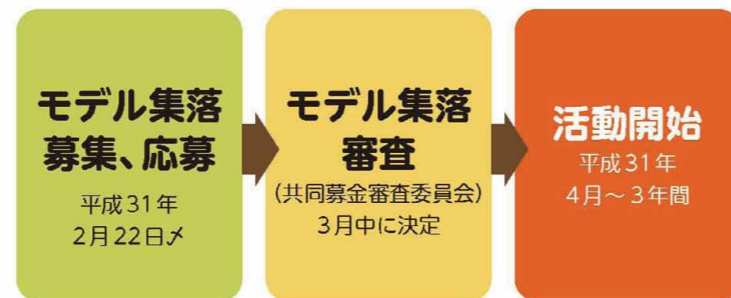 モデル集落
募集、応募
平成31年
2月22日〆
モデル集落
審査
(共同募金審査委員会)
3月中に決定
活動開始
平成31年
4月～3年間